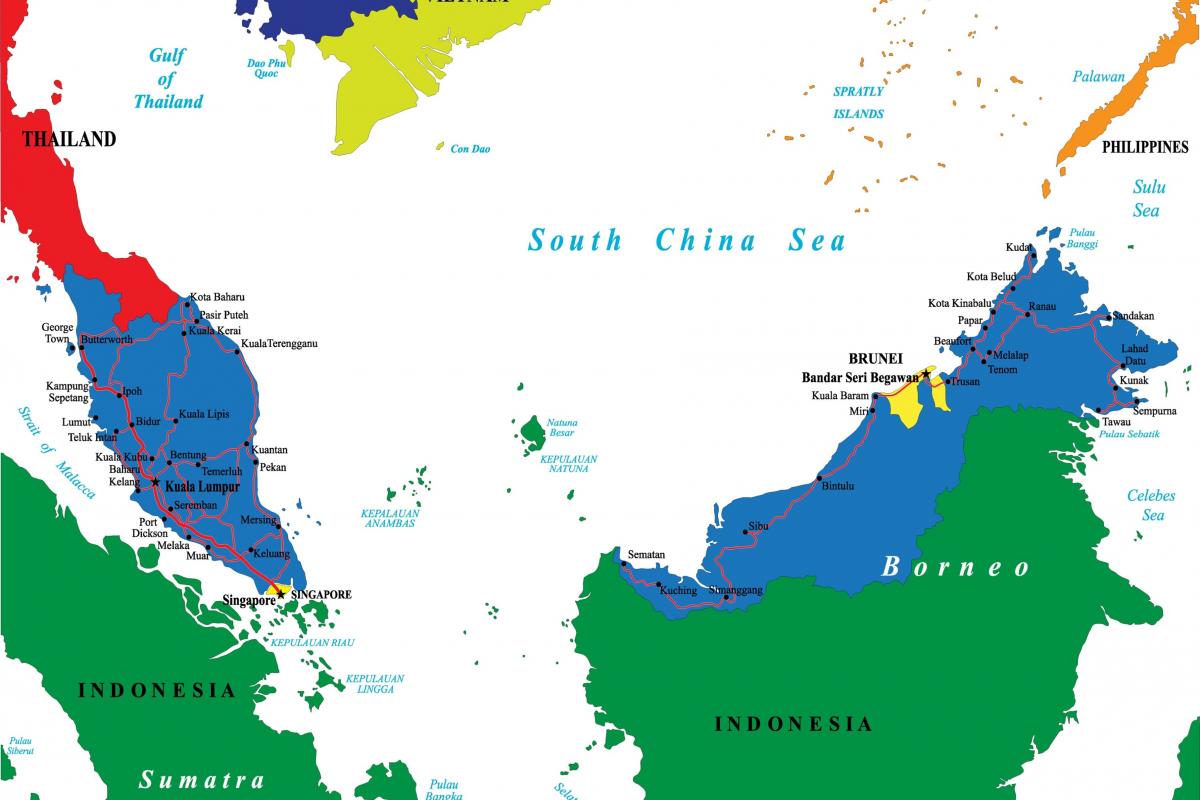 VIETNAM
Gulf
of
Thailand
Dao Phu
Quoc
THAILAND
Con Dao
SPRATLY
ISLANDS
Palawan
PHILIPPINES
Sulu
Sea
South China Sea
Pulau
Banggi
Kudat
Kota Belud
Kota Kinabalu
Ranau
Papar
Sandakan
Beaufort
Melalap
Tenom
Lahad
Datu
Kunak
Trusan
Sempurna
Tawau
Pulau Sebatik
BRUNEI
Bandar Seri Begawan
Kuala Baram
Miri
Bintulu
Sibu
Sematan
Kuching
Simanggang
Borneo
Celebes
Sea
Kota Baharu
Pasir Puteh
Kuala Kerai
KualaTerengganu
George
Town
Butterworth
Kampung
Sepetang
Ipoh
Lumut
Bidur
Kuala Lipis
Teluk Intan
Kuala Kubu
Baharu
Bentung
Temerluh
Kuantan
Pekan
Kelang
Kuala Lumpur
Seremban
Port
Dickson
Mersing
Melaka
Muar
Keluang
Singapore
SINGAPORE
Strait of Malacca
Natuna
Besar
KEPULAUAN
NATUNA
KEPALAUAN
ANAMBAS
KEPULAUAN RIAU
KEPULAUAN
LINGGA
INDONESIA
INDONESIA
Pulau
Siberut
Sumatra
Pulau
Bangka
Selat